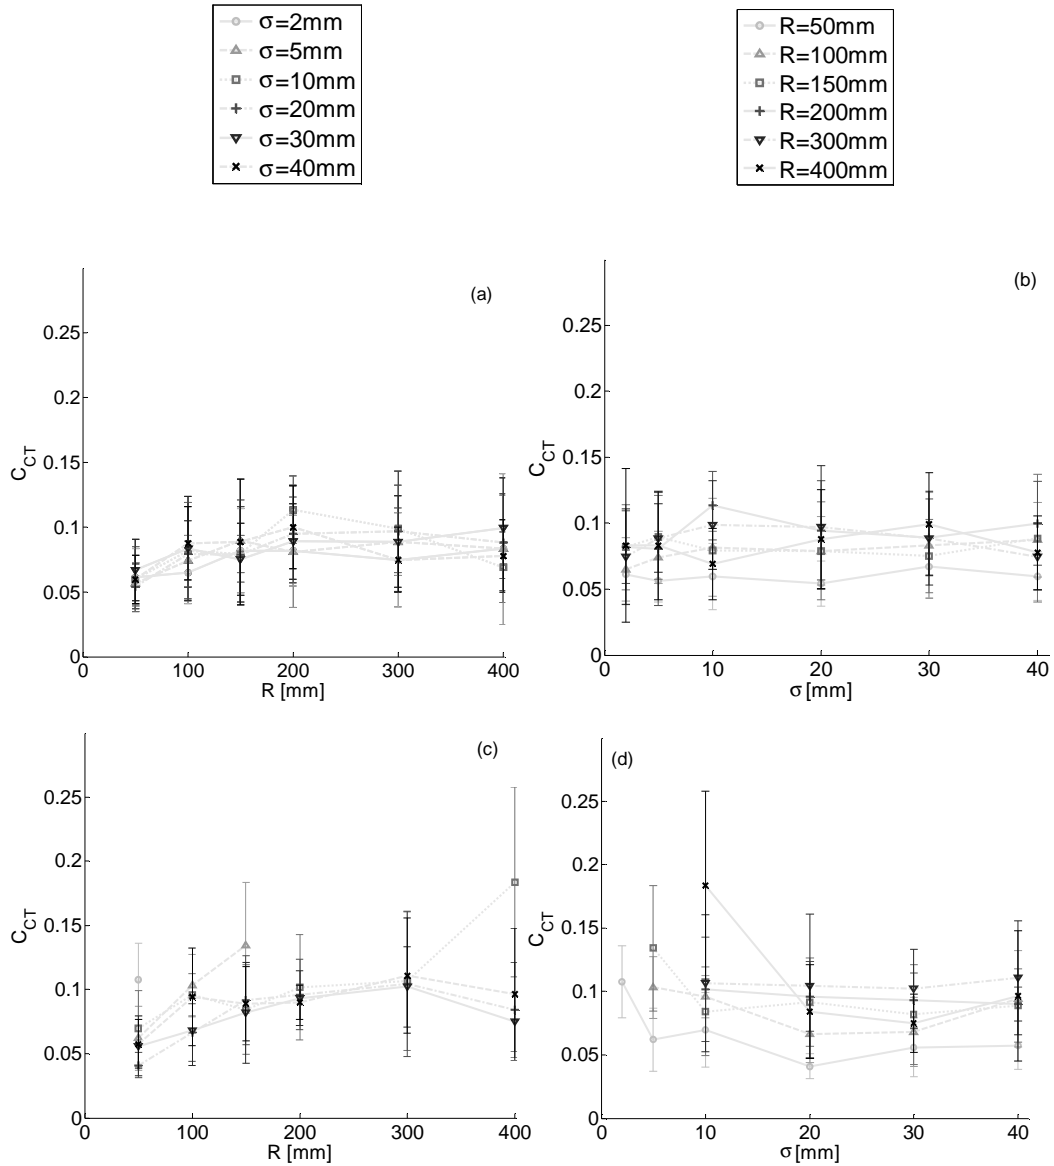 σ=2mm
σ=5mm
σ=10mm
σ=20mm
σ=30mm
σ=40mm
R=50mm
R=100mm
R=150mm
R=200mm
R=300mm
R=400mm
(a)
0.25
0.2
0.15
0.1
0.05
0
C_CT
0 100 200 300 400
R [mm]
(b)
0.25
0.2
0.15
0.1
0.05
0
C_CT
0 10 20 30 40
σ [mm]
(c)
0.25
0.2
0.15
0.1
0.05
0
C_CT
0 100 200 300 400
R [mm]
(d)
0.25
0.2
0.15
0.1
0.05
0
C_CT
0 10 20 30 40
σ [mm]